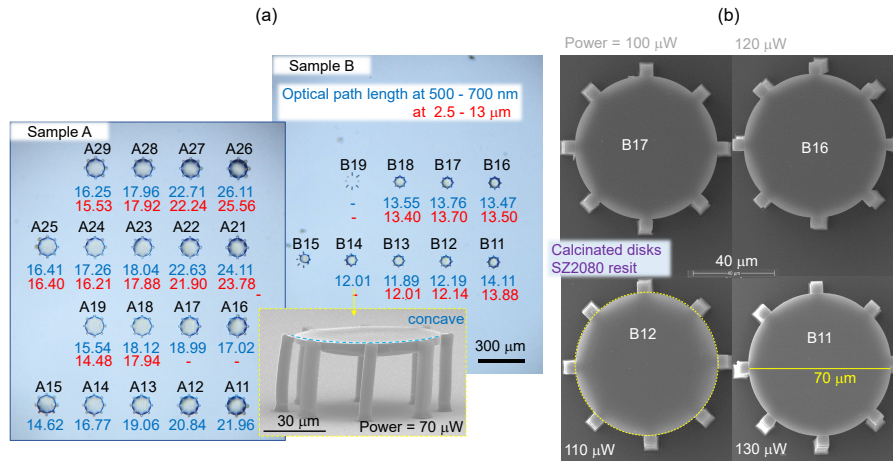 (a)
Sample B
Optical path length at 500 - 700 nm
at 2.5 - 13 μm
Sample A
A29 A28 A27 A26
16.25 17.96 22.71 26.11
15.53 17.92 22.24 25.56
A25 A24 A23 A22 A21
16.41 17.26 18.04 22.63 24.11
16.40 16.21 17.88 21.90 23.78
-
A19 A18 A17 A16
15.54 18.12 18.99 17.02
14.48 17.94 - -
A15 A14 A13 A12 A11
14.62 16.77 19.06 20.84 21.96
B19 B18 B17 B16
- 13.55 13.76 13.47
- 13.40 13.70 13.50
B15 B14 B13 B12 B11
12.01 11.89 12.19 14.11
- 12.01 12.14 13.88
concave
30 μm
Power = 70 μW
300 μm
(b)
Power = 100 μW
120 μW
B17
B16
Calcinated disks
SZ2080 resit
40 μm
B12
B11
70 μm
110 μW
130 μW